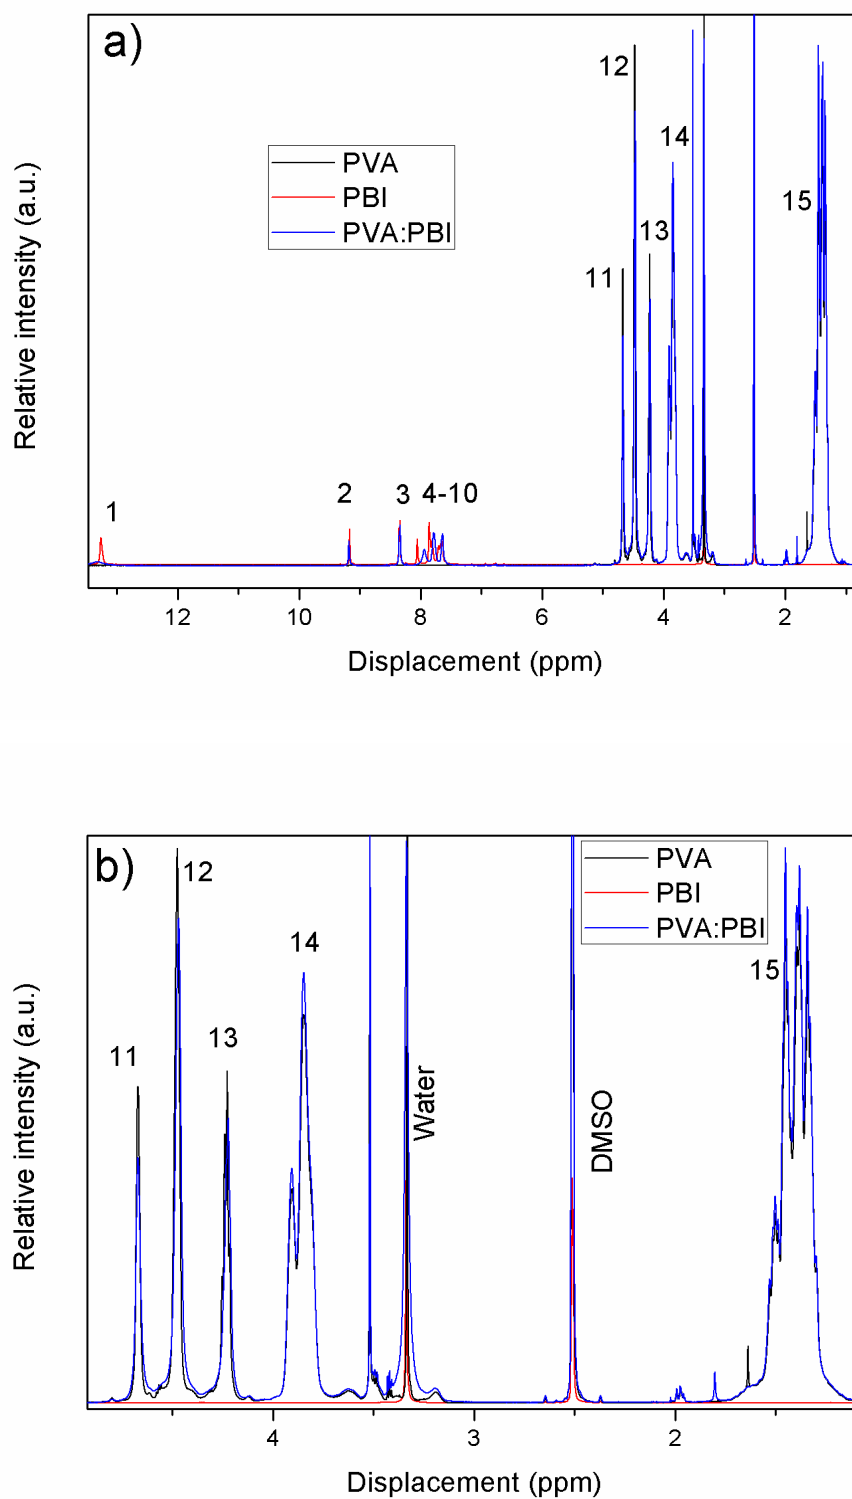 a)
12
14
PVA
PBI
PVA:PBI
15
13
11
1
2
3
4-10
Relative intensity (a.u.)
12
10
8
6
4
2
Displacement (ppm)
b)
12
PVA
PBI
PVA:PBI
14
15
13
11
Water
DMSO
Relative intensity (a.u.)
4
3
2
Displacement (ppm)